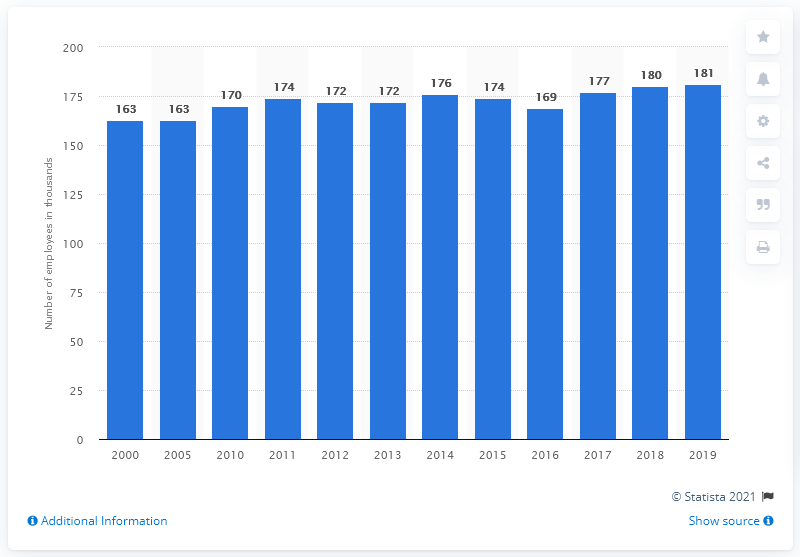 200
175
150
125
100
75
50
25
0
Number of employees in thousands
163 163 170 174 172 172 176 174 169 177 180 181
2000 2005 2010 2011 2012 2013 2014 2015 2016 2017 2018 2019
© Statista 2021
Additional Information
Show source